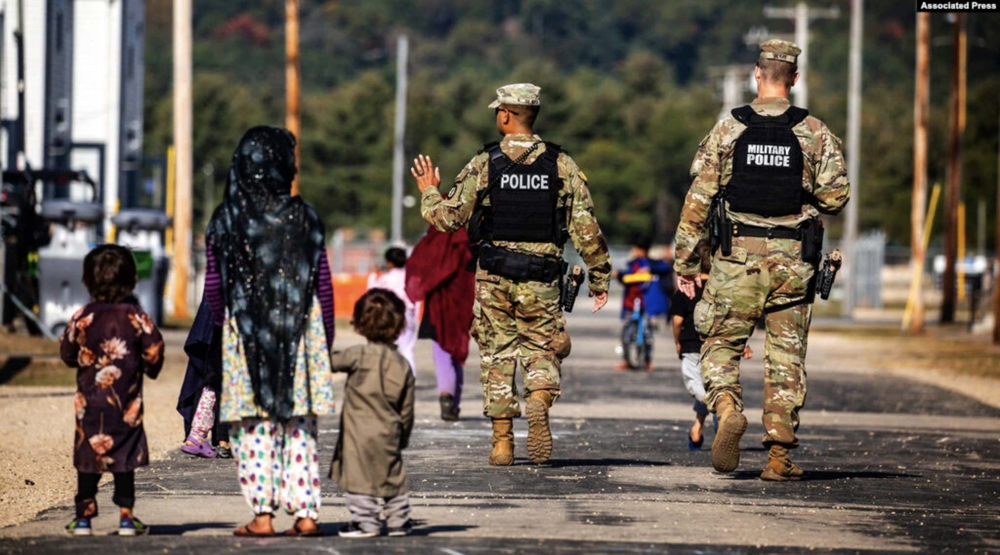 Associated Press
POLICE
MILITARY
POLICE